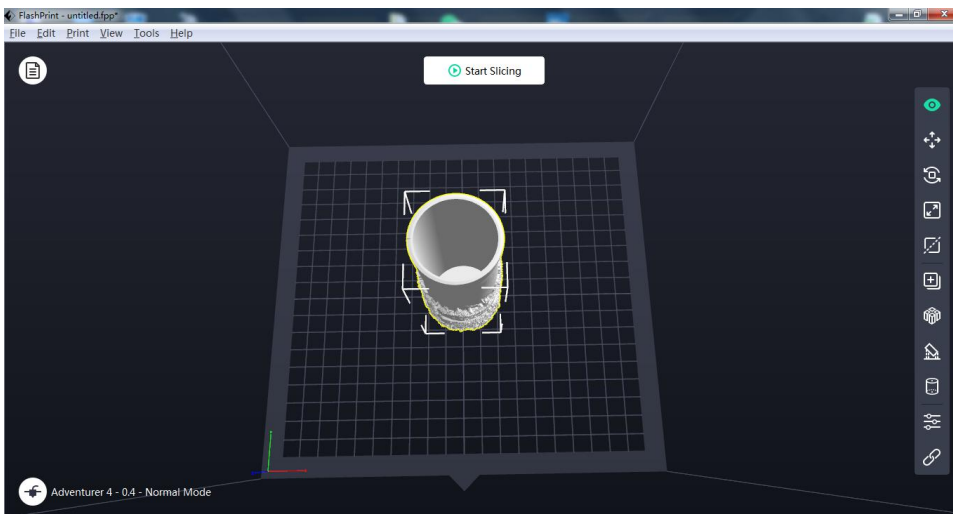 FlashPrint - untitled.fpp*
File Edit Print View Tools Help
Start Slicing
Adventurer 4 - 0.4 - Normal Mode